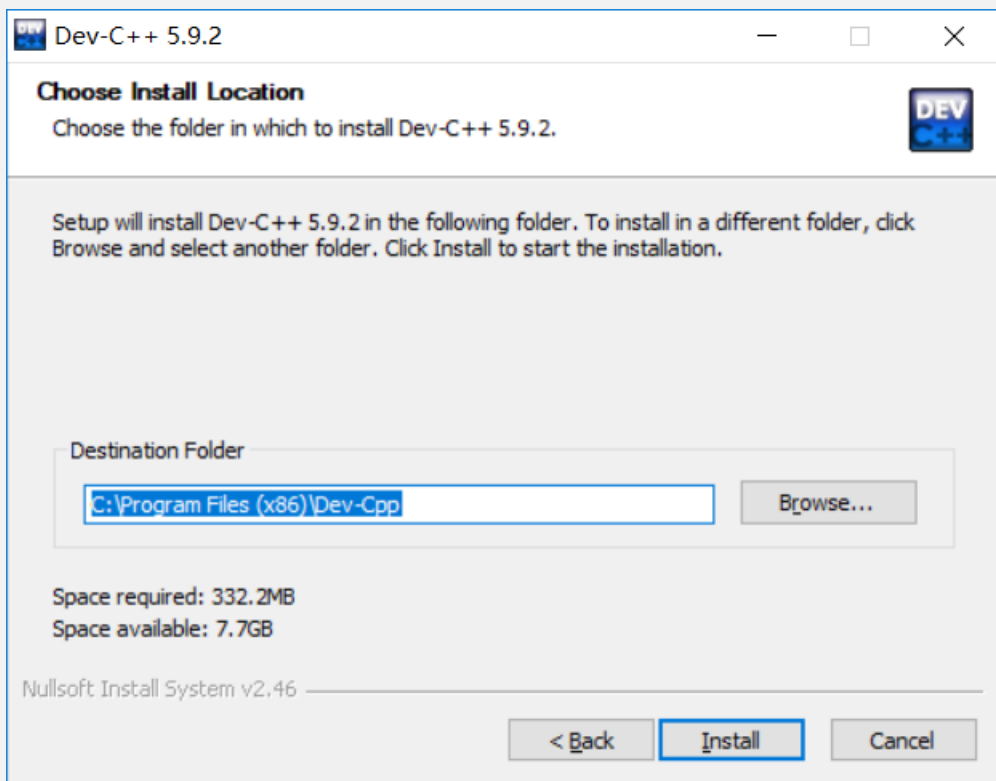 DEV
C++
Dev-C++ 5.9.2
Choose Install Location
Choose the folder in which to install Dev-C++ 5.9.2.
DEV
C++
Setup will install Dev-C++ 5.9.2 in the following folder. To install in a different folder, click
Browse and select another folder. Click Install to start the installation.
Destination Folder
C:\Program Files (x86)\Dev-Cpp
Browse...
Space required: 332.2MB
Space available: 7.7GB
Nullsoft Install System v2.46
< Back
Install
Cancel